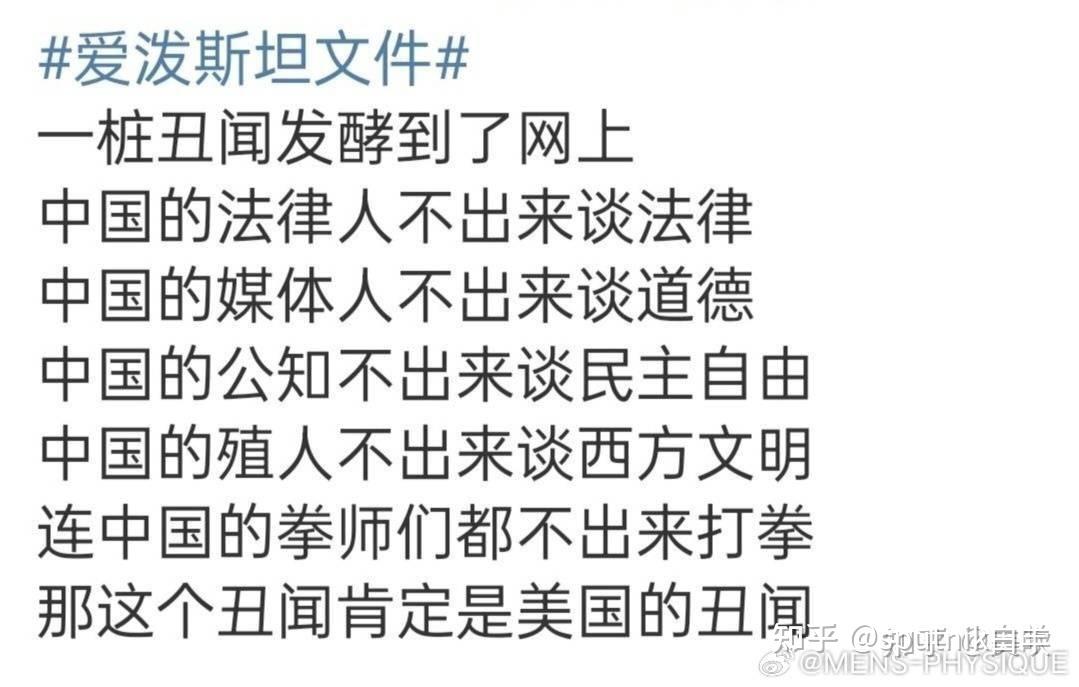 #爱泼斯坦文件#
一桩丑闻发酵到了网上
中国的法律人不出来谈法律
中国的媒体人不出来谈道德
中国的公知不出来谈民主自由
中国的殖人不出来谈西方文明
连中国的拳师们都不出来打拳
那这个丑闻肯定是美国的丑闻
知乎 @sputnik
@MENS-PHYSIQUE